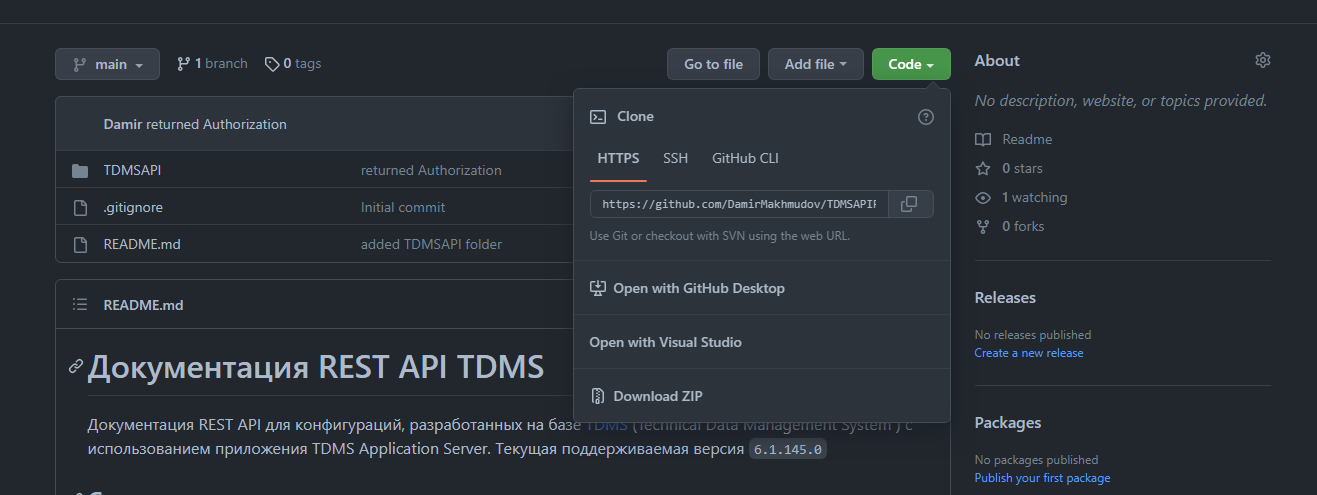 main
1 branch
0 tags
Go to file
Add file
Code
Damir returned Authorization
TDMSAPI returned Authorization
.gitignore Initial commit
README.md added TDMSAPI folder
Clone
HTTPS SSH GitHub CLI
https://github.com/DamirMakhmudov/TDMSAPIF
Use Git or checkout with SVN using the web URL.
Open with GitHub Desktop
Open with Visual Studio
Download ZIP
README.md
Документация REST API TDMS
Документация REST API для конфигураций, разработанных на базе TDMS (Technical Data Management System ) с
использованием приложения TDMS Application Server. Текущая поддерживаемая версия 6.1.145.0
About
No description, website, or topics provided.
Readme
0 stars
1 watching
0 forks
Releases
No releases published
Create a new release
Packages
No packages published
Publish your first package